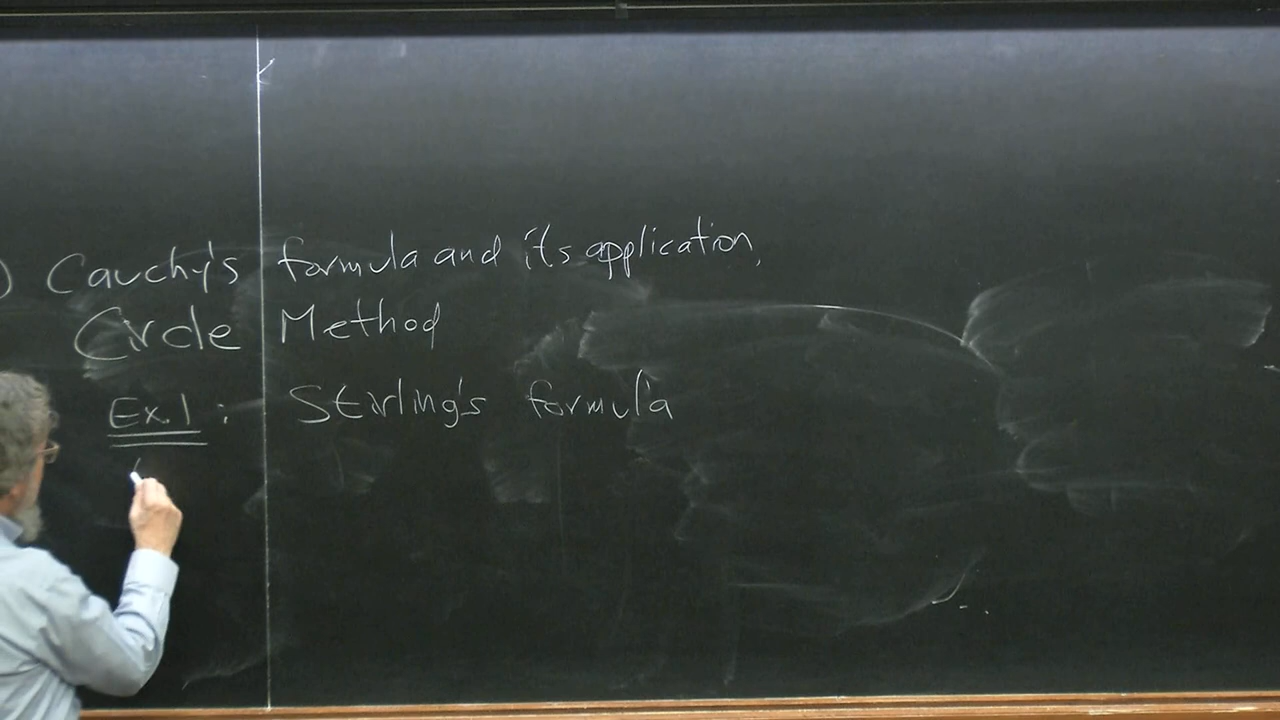 ) Cauchy's formula and its application,
Circle Method
Ex.1 : Stirling's formula